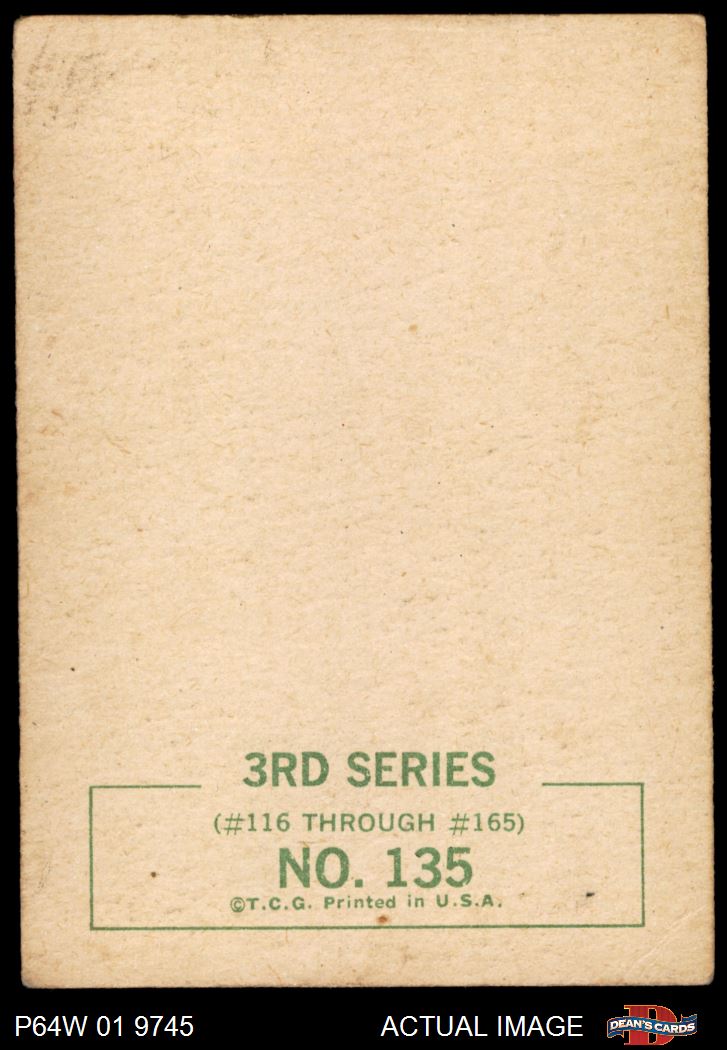 3RD SERIES
(#116 THROUGH #165)
NO. 135
©T.C.G. Printed in U.S.A.
P64W 01 9745 ACTUAL IMAGE DEAN'S CARDS